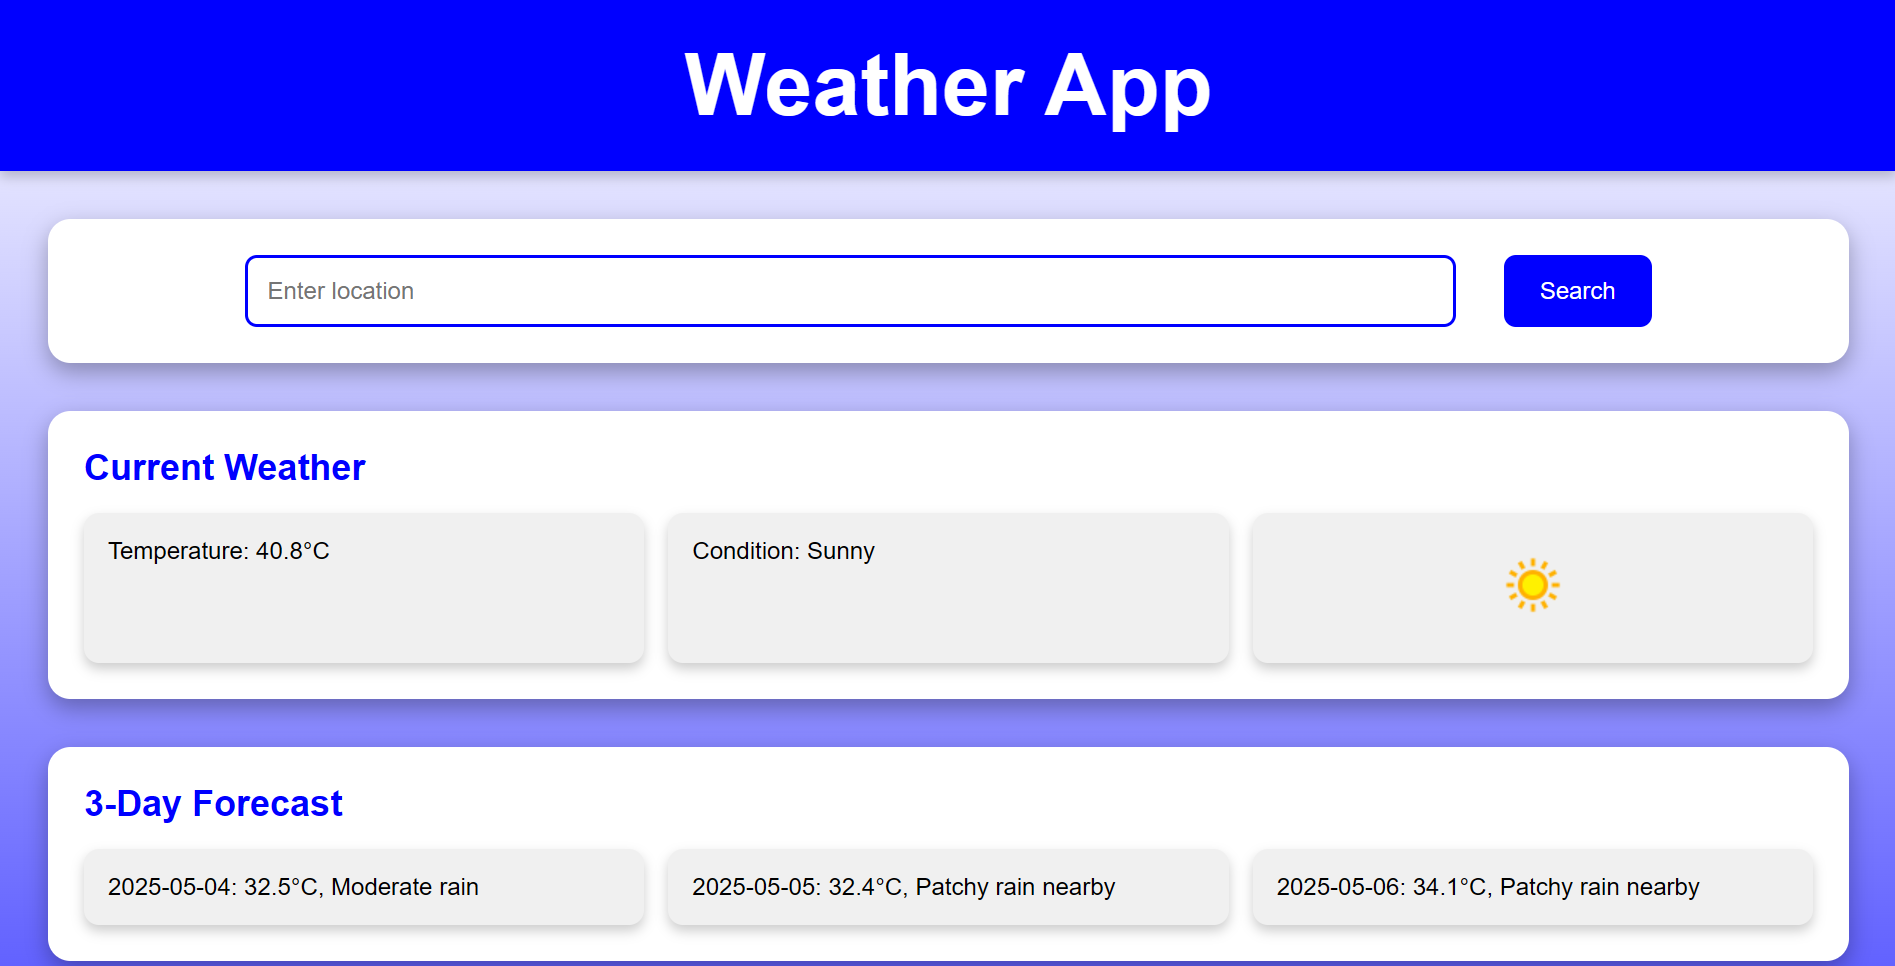 Weather App
Enter location
Search
Current Weather
Temperature: 40.8°C
Condition: Sunny
3-Day Forecast
2025-05-04: 32.5°C, Moderate rain
2025-05-05: 32.4°C, Patchy rain nearby
2025-05-06: 34.1°C, Patchy rain nearby